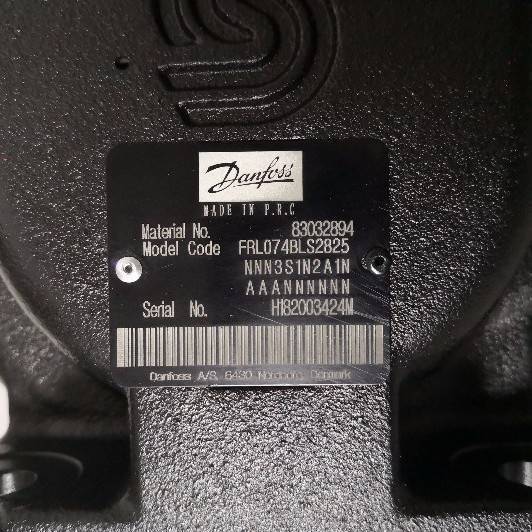 Danfoss
MADE IN P.R.C
Material No. 83032894
Model Code FRL074BLS2825
NNN3S1N2A1N
AAANNNNNNN
Serial No. H182003424M
Danfoss A/S, 6430 Nordborg, Denmark